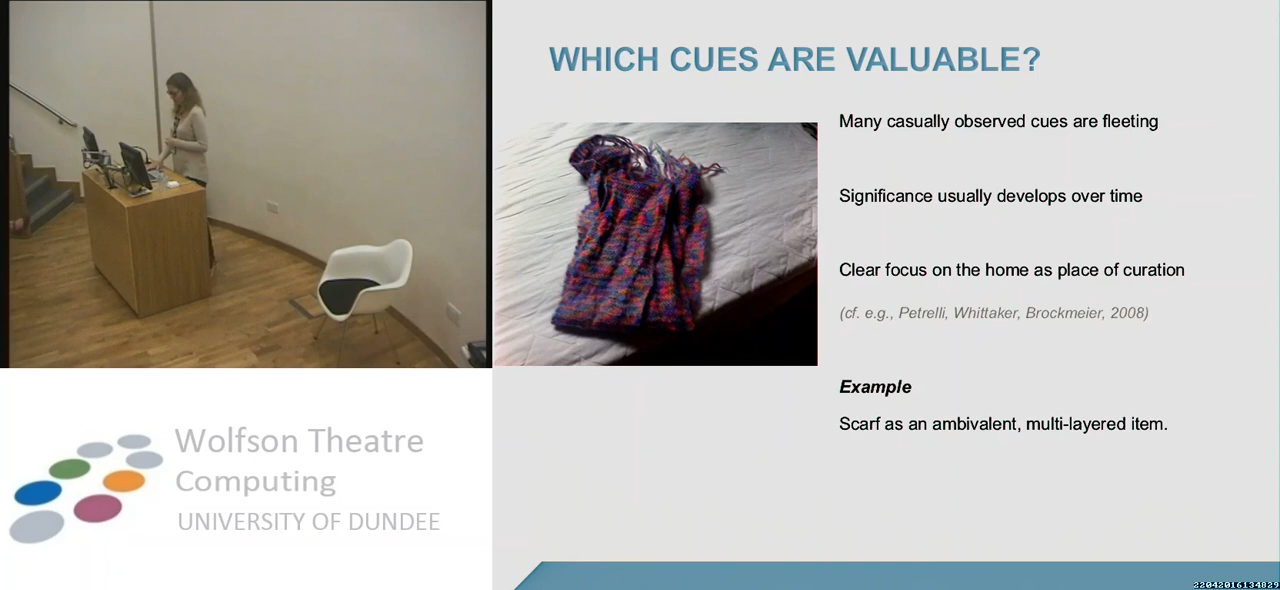 WHICH CUES ARE VALUABLE?
Many casually observed cues are fleeting
Significance usually develops over time
Clear focus on the home as place of curation
(cf. e.g., Petrelli, Whittaker, Brockmeier, 2008)
Example
Scarf as an ambivalent, multi-layered item.
Wolfson Theatre
Computing
UNIVERSITY OF DUNDEE
22042016134829